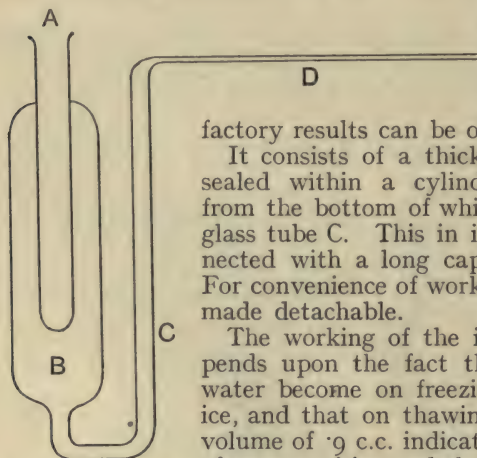 A
D
factory results can be o
It consists of a thick
sealed within a cylind
from the bottom of whi
glass tube C. This in i
nected with a long cap
For convenience of work
made detachable.
C
The working of the i
B
pends upon the fact th
water become on freezi
ice, and that on thawin
volume of ·9 c.c. indicat